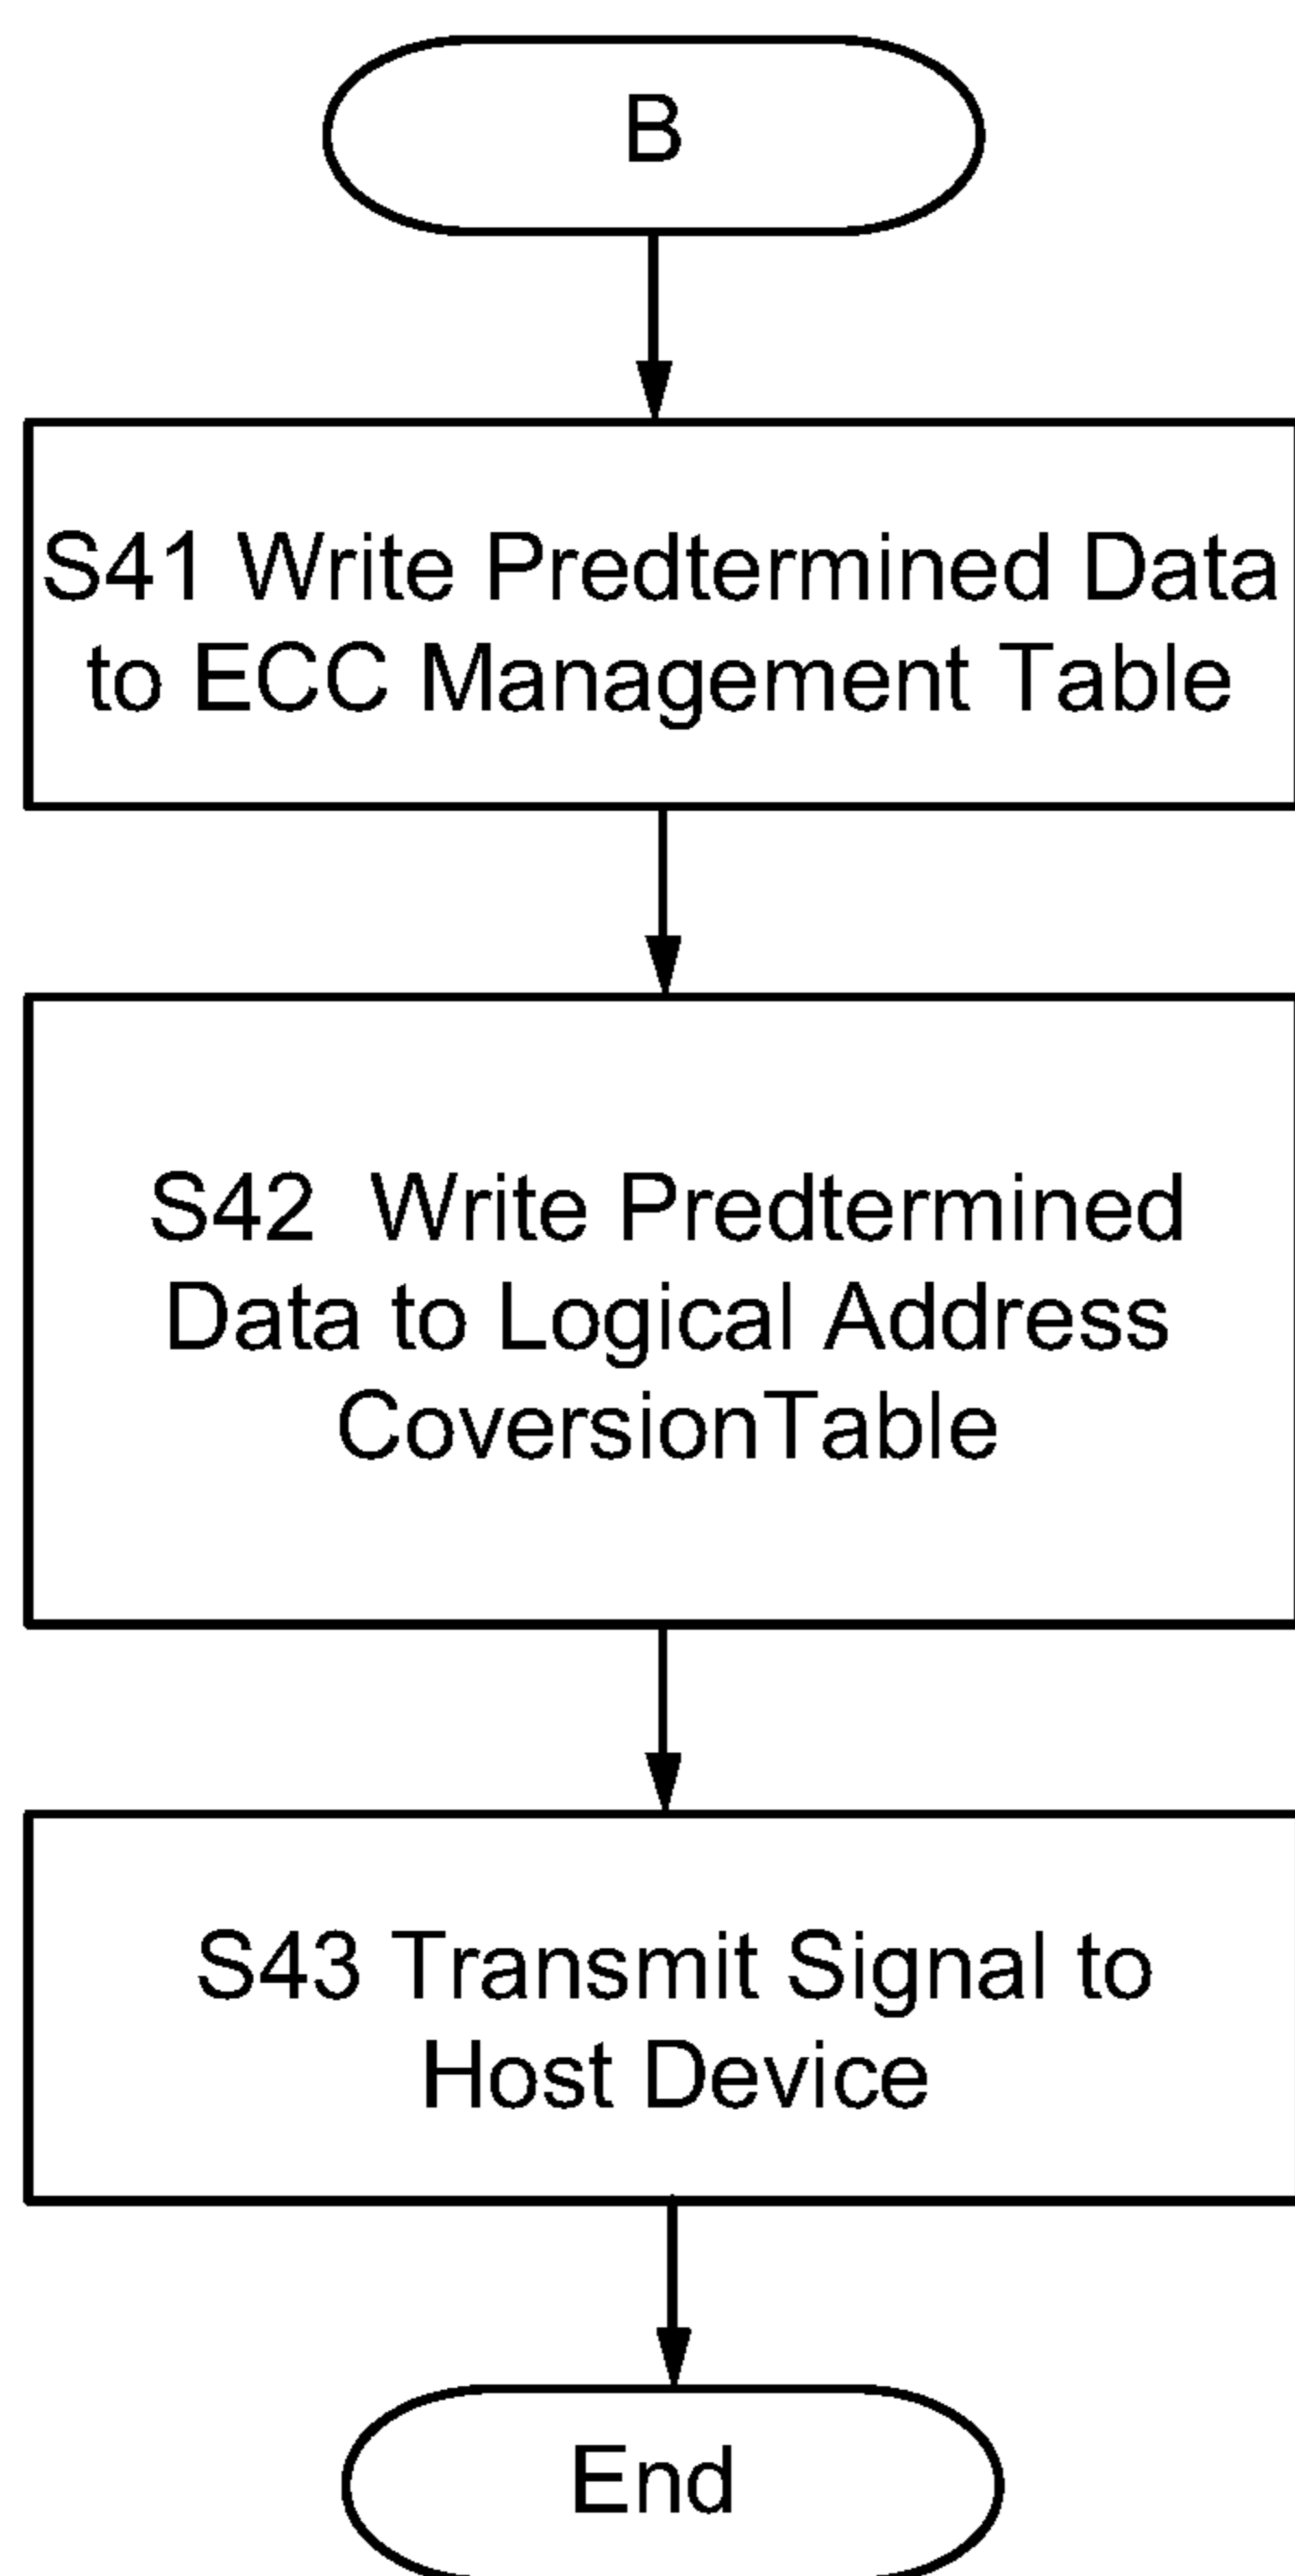 B
S41 Write Predtermined Data
to ECC Management Table
S42 Write Predtermined
Data to Logical Address
CoversionTable
S43 Transmit Signal to
Host Device
End